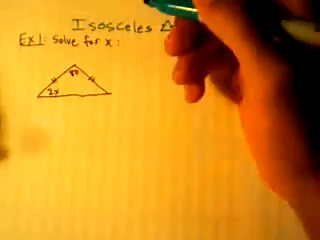 Isosceles Δ
Ex 1: Solve for x:
80
2x